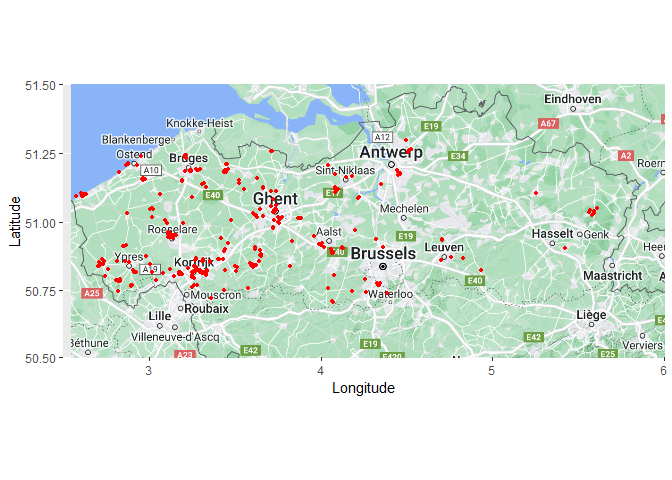 51.50
51.25
51.00
50.75
50.50
Latitude
3
4
5
6
Longitude
Eindhoven
E19
A67
Knokke-Heist
A12
Blankenberge
Ostend
Bruges
Antwerp
E34
A2
Roerm
A10
Sint-Niklaas
E17
E40
Ghent
Mechelen
Roeselare
Aalst
Hasselt
Genk
Ypres
A19
Kortrijk
E40
Brussels
Leuven
Heer
Maastricht
A
A25
Mouscron
Waterloo
Roubaix
Lille
Liège
Villeneuve-d'Ascq
E42
Béthune
A23
E42
E19
E420
E25
Verviers